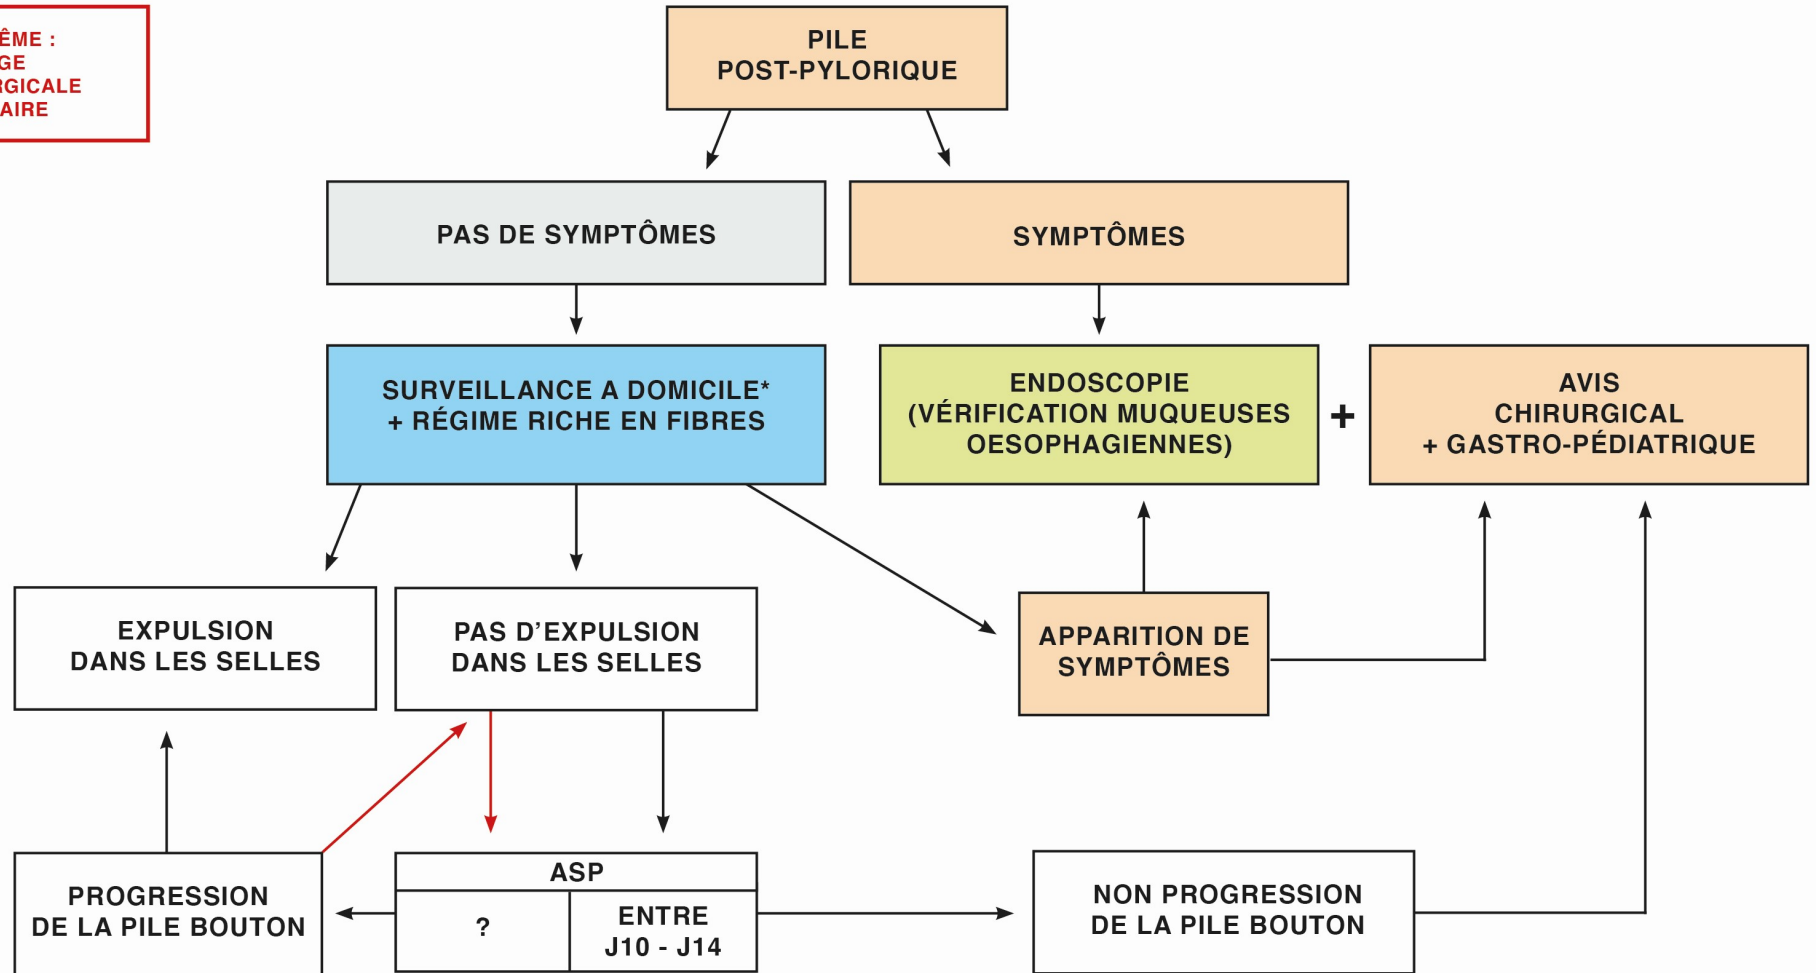 ÊME :
GE
RGICALE
AIRE
PILE
POST-PYLORIQUE
PAS DE SYMPTÔMES
SYMPTÔMES
SURVEILLANCE A DOMICILE*
+ RÉGIME RICHE EN FIBRES
ENDOSCOPIE
(VÉRIFICATION MUQUEUSES
OESOPHAGIENNES)
+
AVIS
CHIRURGICAL
+ GASTRO-PÉDIATRIQUE
EXPULSION
DANS LES SELLES
PAS D’EXPULSION
DANS LES SELLES
APPARITION DE
SYMPTÔMES
PROGRESSION
DE LA PILE BOUTON
ASP
?
ENTRE
J10 - J14
NON PROGRESSION
DE LA PILE BOUTON